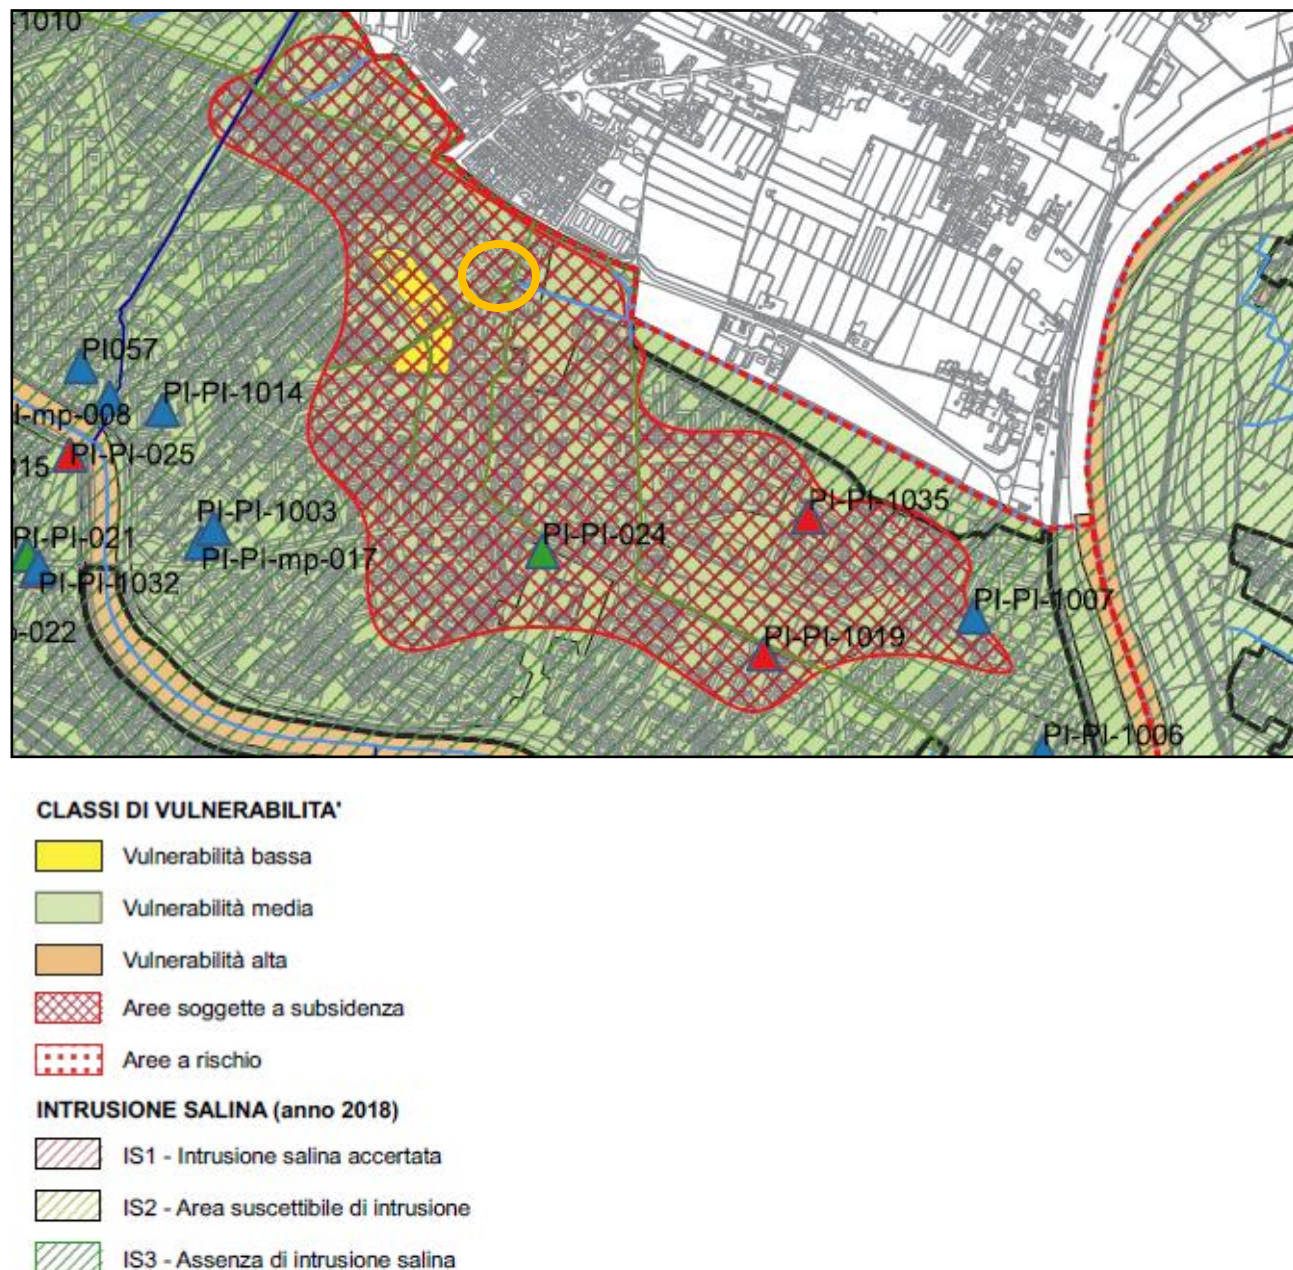 -1010
PI057
PI-PI-1014
I-mp-008
PI-PI-025
015
PI-PI-1003
PI-PI-1035
PI-PI-021
PI-PI-024
PI-Pi-mp-017
PI-PI-1032
PI-PI-1007
-022
PI-PI-1019
PI-PI-1006
CLASSI DI VULNERABILITA'
Vulnerabilità bassa
Vulnerabilità media
Vulnerabilità alta
Aree soggette a subsidenza
Aree a rischio
INTRUSIONE SALINA (anno 2018)
IS1 - Intrusione salina accertata
IS2 - Area suscettibile di intrusione
IS3 - Assenza di intrusione salina